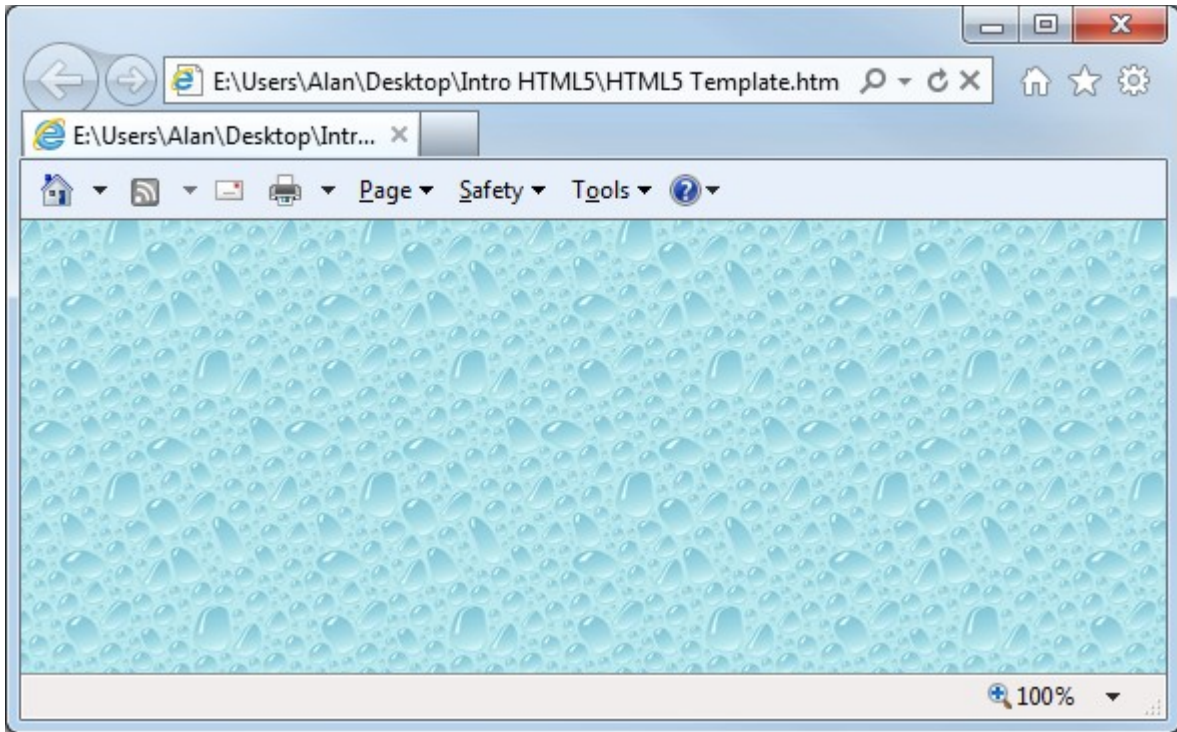 E:\Users\Alan\Desktop\Intro HTML5\HTML5 Template.htm
E:\Users\Alan\Desktop\Intr...
Page Safety Tools
100%